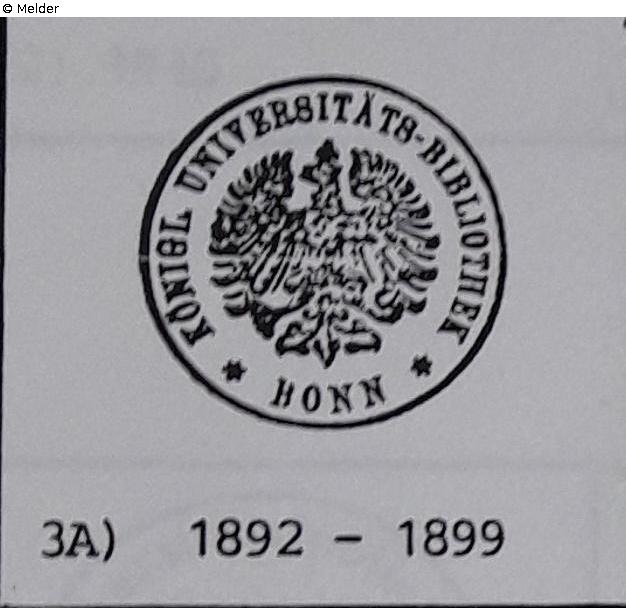 © Melder
KÖNIGL UNIVERSITÄTS-BIBLIOTHEK
* BONN *
3A) 1892 – 1899